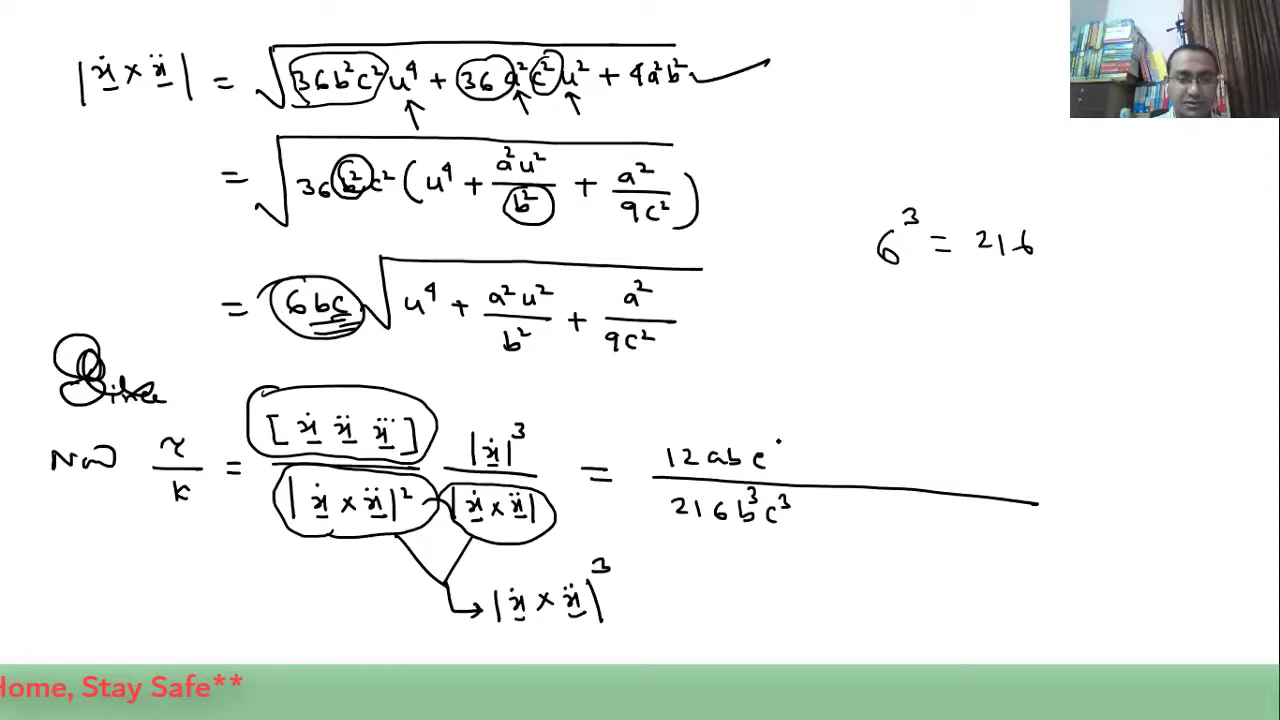 |ẋ × ẍ| = √(36b²c²u⁴ + 36a²c²u² + 4a²b²)
= √(36b²c²(u⁴ + a²u²/b² + a²/9c²))
6³ = 216
= 6bc √(u⁴ + a²u²/b² + a²/9c²)
Now τ/k = [ẋ ẍ x⃛]/|ẋ × ẍ|² |ẋ|³/|ẋ × ẍ| = 12abc/216b³c³
→ |ẋ × ẍ|³
Home, Stay Safe**